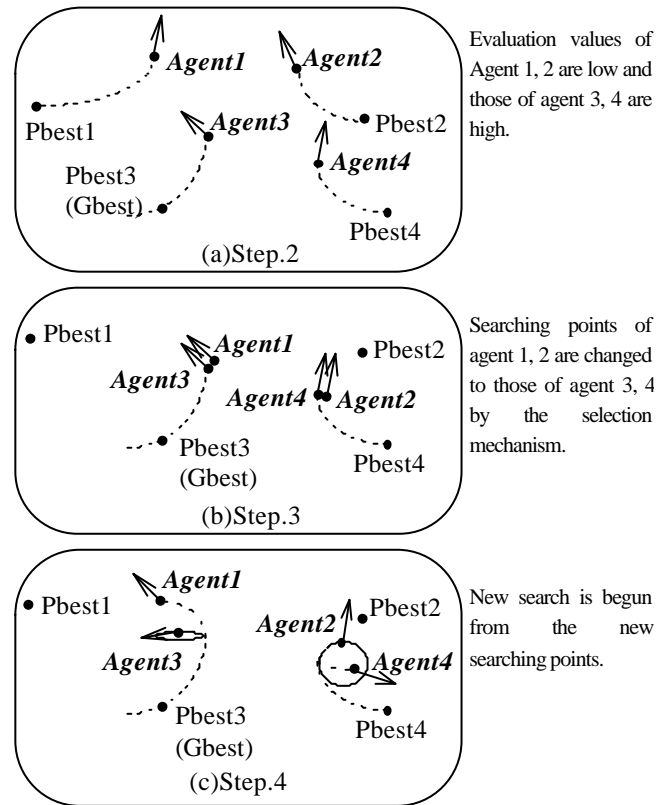 Agent1
Agent2
Pbest1
Agent3
Pbest2
Agent4
Pbest3
(Gbest)
Pbest4
(a)Step.2
Evaluation values of
Agent 1, 2 are low and
those of agent 3, 4 are
high.
Pbest1
Agent1
Pbest2
Agent3
Agent4
Agent2
Pbest3
(Gbest)
Pbest4
(b)Step.3
Searching points of
agent 1, 2 are changed
to those of agent 3, 4
by the selection
mechanism.
Agent1
Pbest1
Pbest2
Agent2
Agent3
Agent4
Pbest3
(Gbest)
Pbest4
(c)Step.4
New search is begun
from the new
searching points.